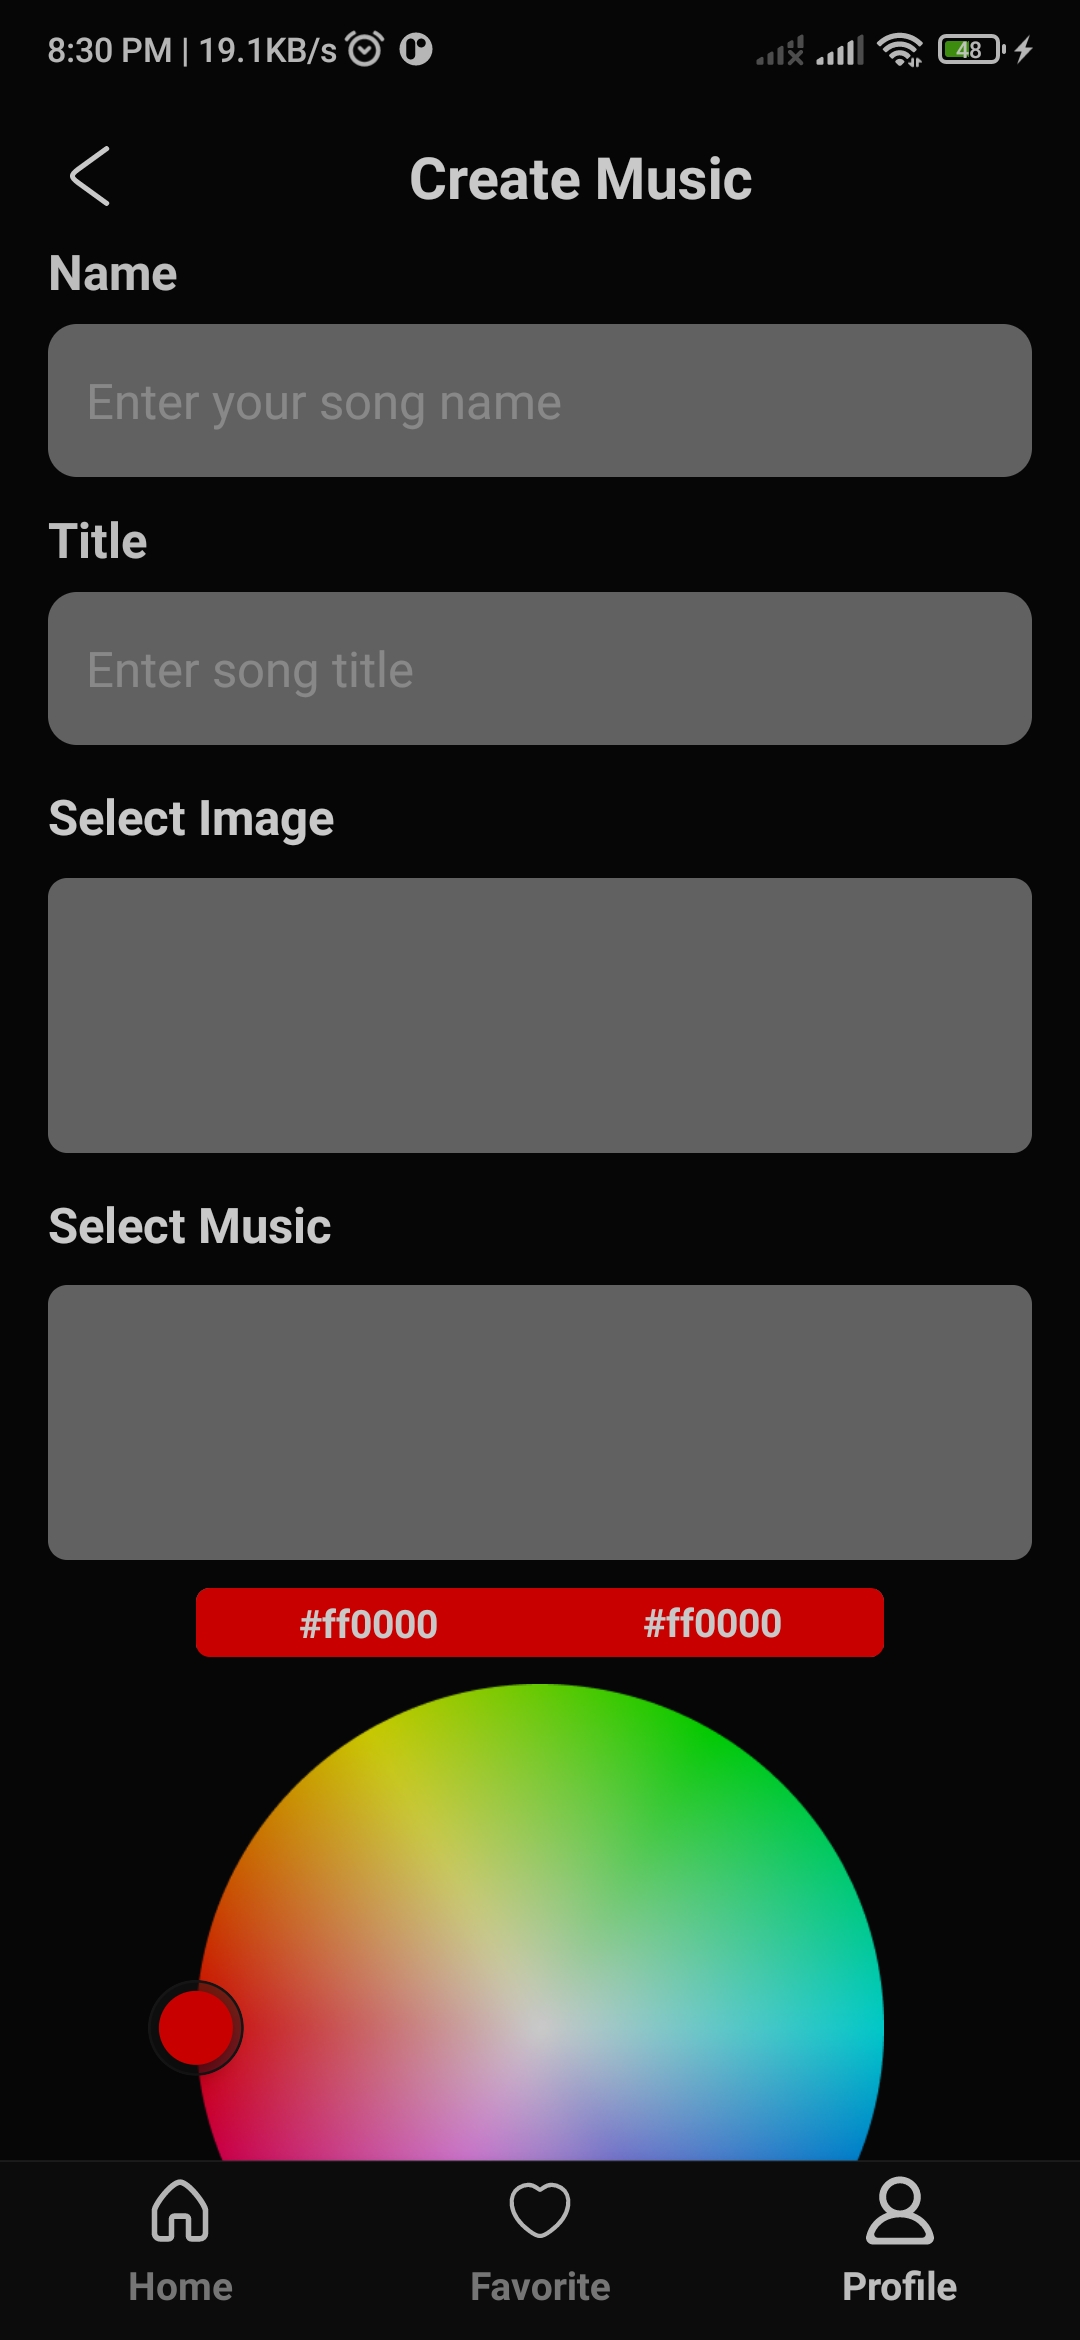 8:30 PM | 19.1KB/s
48
Create Music
Name
Enter your song name
Title
Enter song title
Select Image
Select Music
#ff0000 #ff0000
Home Favorite Profile